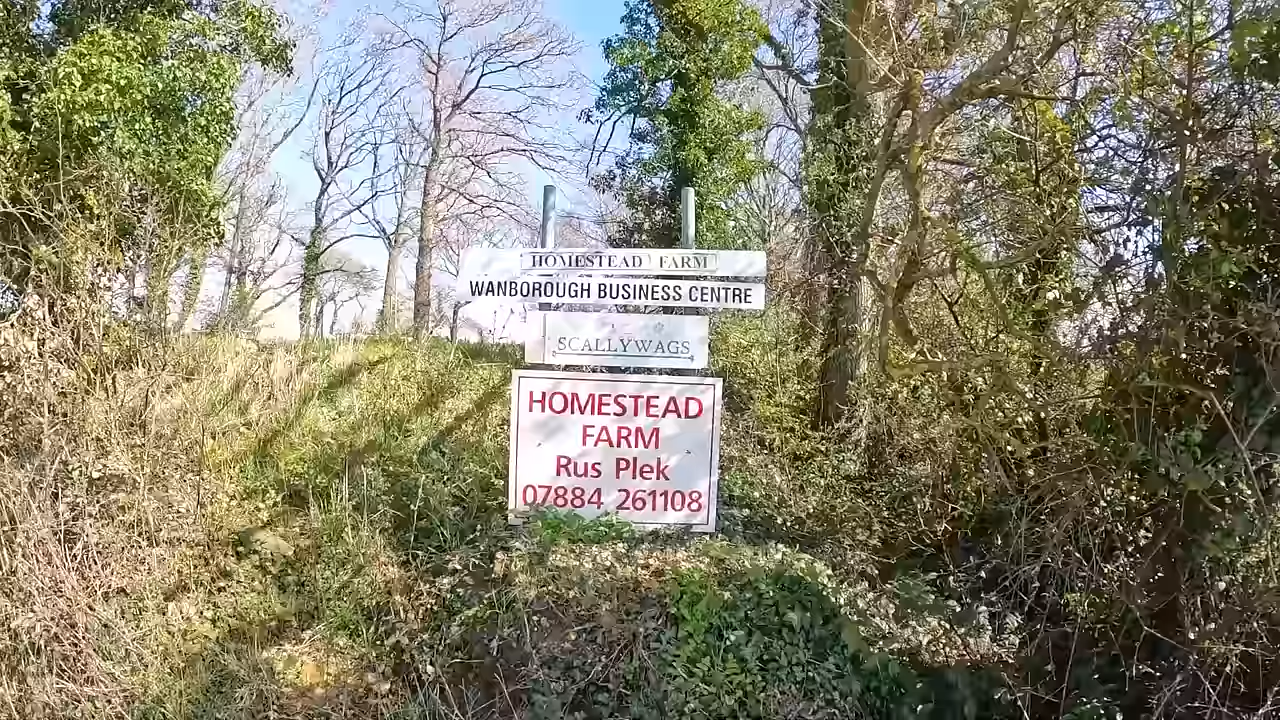 HOMESTEAD FARM
WANBOROUGH BUSINESS CENTRE
SCALLYWAGS
HOMESTEAD
FARM
Rus Plek
07884 261108